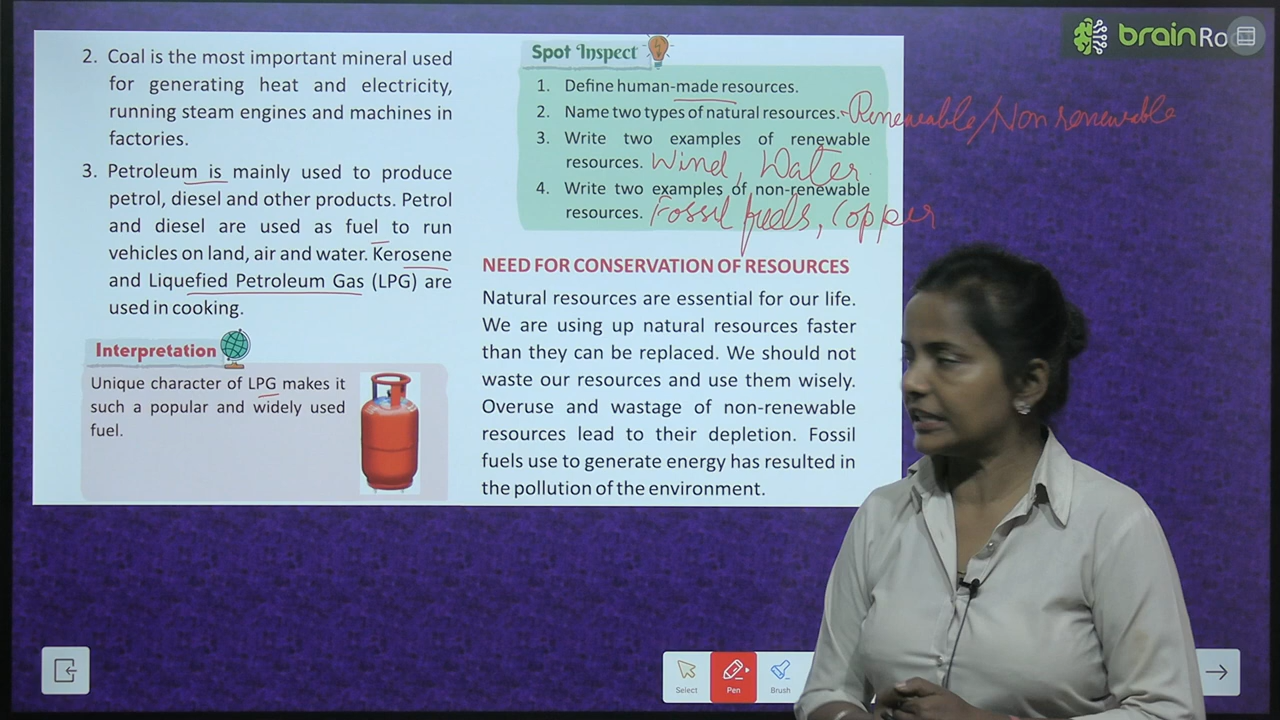 2. Coal is the most important mineral used
for generating heat and electricity,
running steam engines and machines in
factories.
3. Petroleum is mainly used to produce
petrol, diesel and other products. Petrol
and diesel are used as fuel to run
vehicles on land, air and water. Kerosene
and Liquefied Petroleum Gas (LPG) are
used in cooking.
Interpretation
Unique character of LPG makes it
such a popular and widely used
fuel.
Spot Inspect
1. Define human-made resources.
2. Name two types of natural resources. Reneweable/Non renewable
3. Write two examples of renewable
resources. Wind, Water
4. Write two examples of non-renewable
resources. Fossil fuels, Copper
NEED FOR CONSERVATION OF RESOURCES
Natural resources are essential for our life.
We are using up natural resources faster
than they can be replaced. We should not
waste our resources and use them wisely.
Overuse and wastage of non-renewable
resources lead to their depletion. Fossil
fuels use to generate energy has resulted in
the pollution of the environment.
brainRo
Select
Pen
Brush